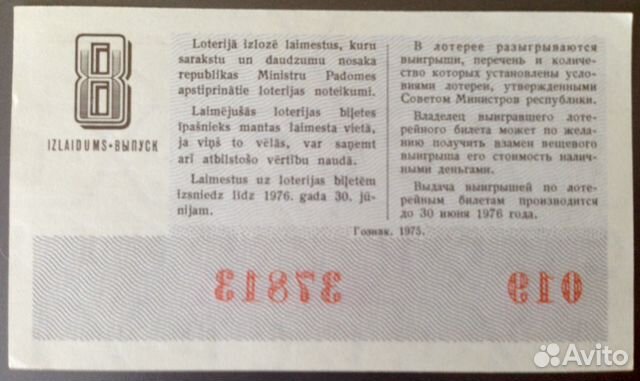 8
IZLAIDUMS•ВЫПУСК
Loterijā izlozē laimestus, kuru
sarakstu un daudzumu nosaka
republikas Ministru Padomes
apstiprinātie loterijas noteikumi.
Laimējušās loterijas biļetes
īpašnieks mantas laimesta vietā,
ja viņš to vēlas, var saņemt
arī atbilstošo vērtību naudā.
Laimestus uz loterijas biļetēm
izsniedz līdz 1976. gada 30. jū-
nijam.
В лотерее разыгрываются
выигрыши, перечень и количе-
ство которых установлены усло-
виями лотереи, утвержденными
Советом Министров республики.
Владелец выигравшего лоте-
рейного билета может по жела-
нию получить взамен вещевого
выигрыша его стоимость налич-
ными деньгами.
Выдача выигрышей по лоте-
рейным билетам производится
до 30 июня 1976 года.
Гознак. 1975.
Avito